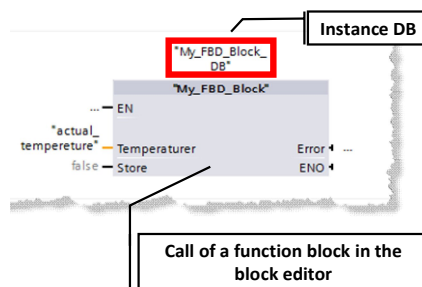 Instance DB
"My_FBD_Block_
DB"
"My_FBD_Block"
... EN
"actual_
tempereture" Temperaturer Error ...
false Store ENO
Call of a function block in the
block editor